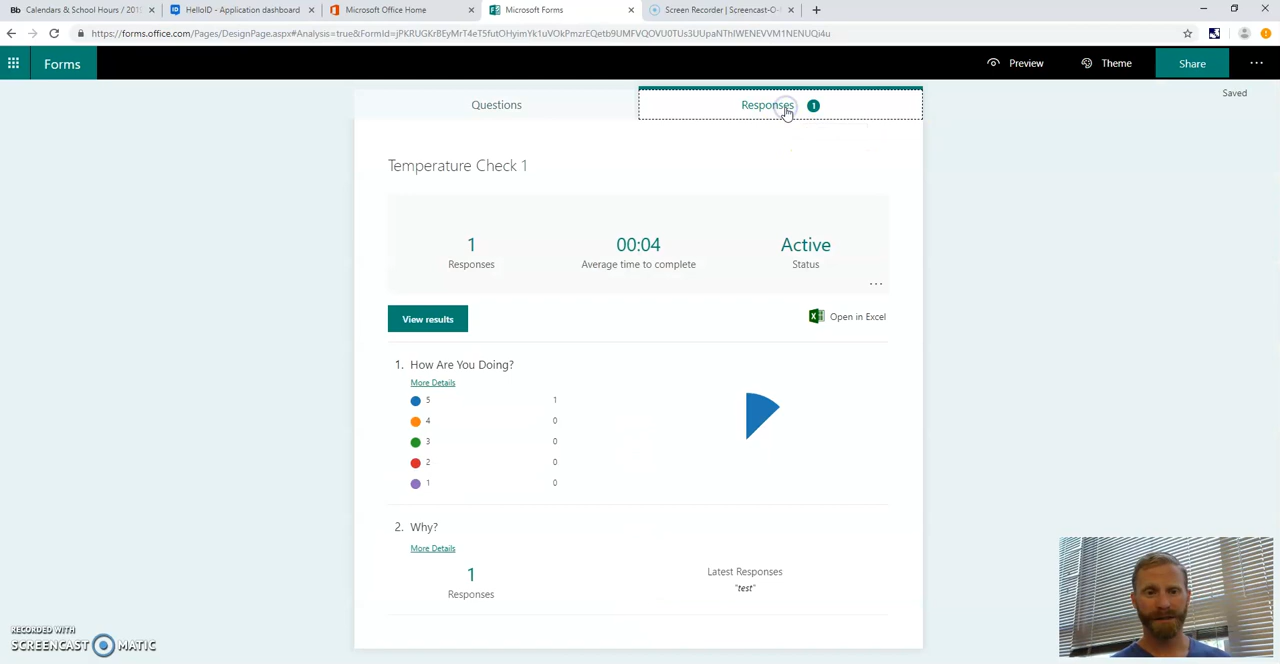 Bb Calendars & School Hours / 201
HelloID - Application dashboard
Microsoft Office Home
Microsoft Forms
Screen Recorder | Screencast-O-
https://forms.office.com/Pages/DesignPage.aspx#Analysis=true&FormId=
Forms
Preview
Theme
Share
Saved
Questions
Responses 1
Temperature Check 1
1
00:04
Active
Responses
Average time to complete
Status
View results
Open in Excel
1. How Are You Doing?
More Details
5 1
4 0
3 0
2 0
1 0
2. Why?
More Details
1
Responses
Latest Responses
"test"
RECORDED WITH
SCREENCAST MATIC